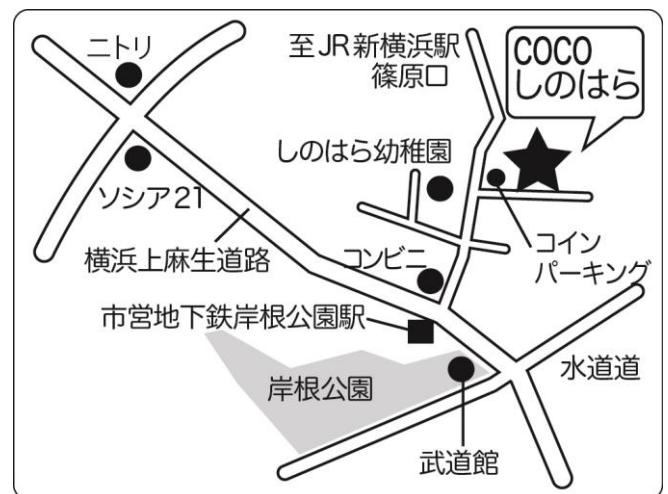 ニトリ
至JR新横浜駅
篠原口
COCO
しのはら
しのはら幼稚園
ソシア21
横浜上麻生道路
コンビニ
コイン
パーキング
市営地下鉄岸根公園駅
岸根公園
水道道
武道館